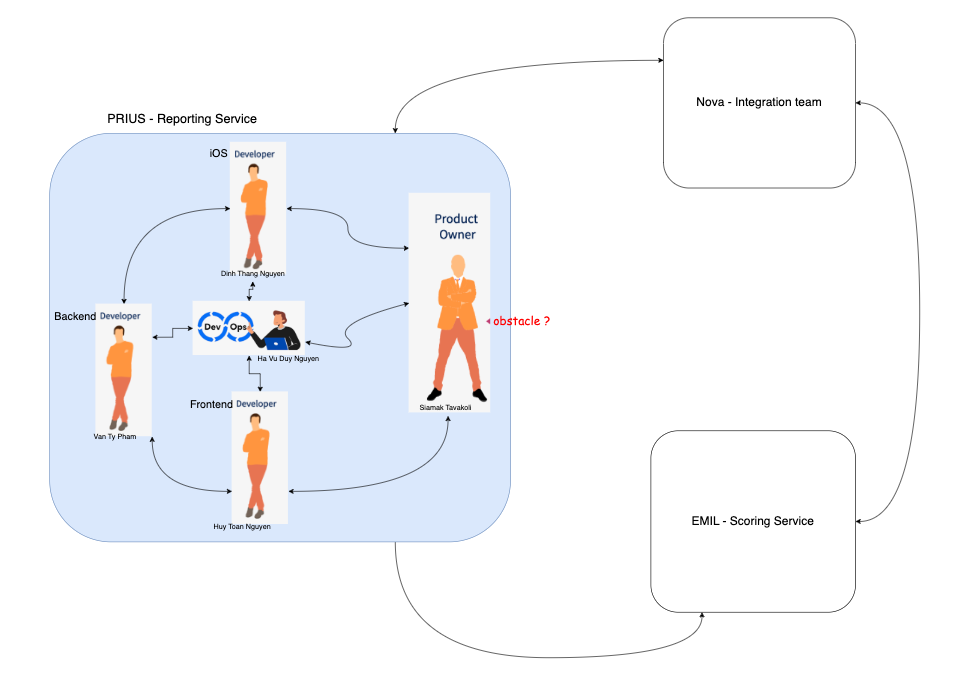 Nova - Integration team
PRIUS - Reporting Service
iOS Developer
Product
Owner
Dinh Thang Nguyen
Backend Developer
Dev Ops
obstacle ?
Ha Vu Duy Nguyen
Frontend Developer
Siamak Tavakoli
Van Ty Pham
Huy Toan Nguyen
EMIL - Scoring Service